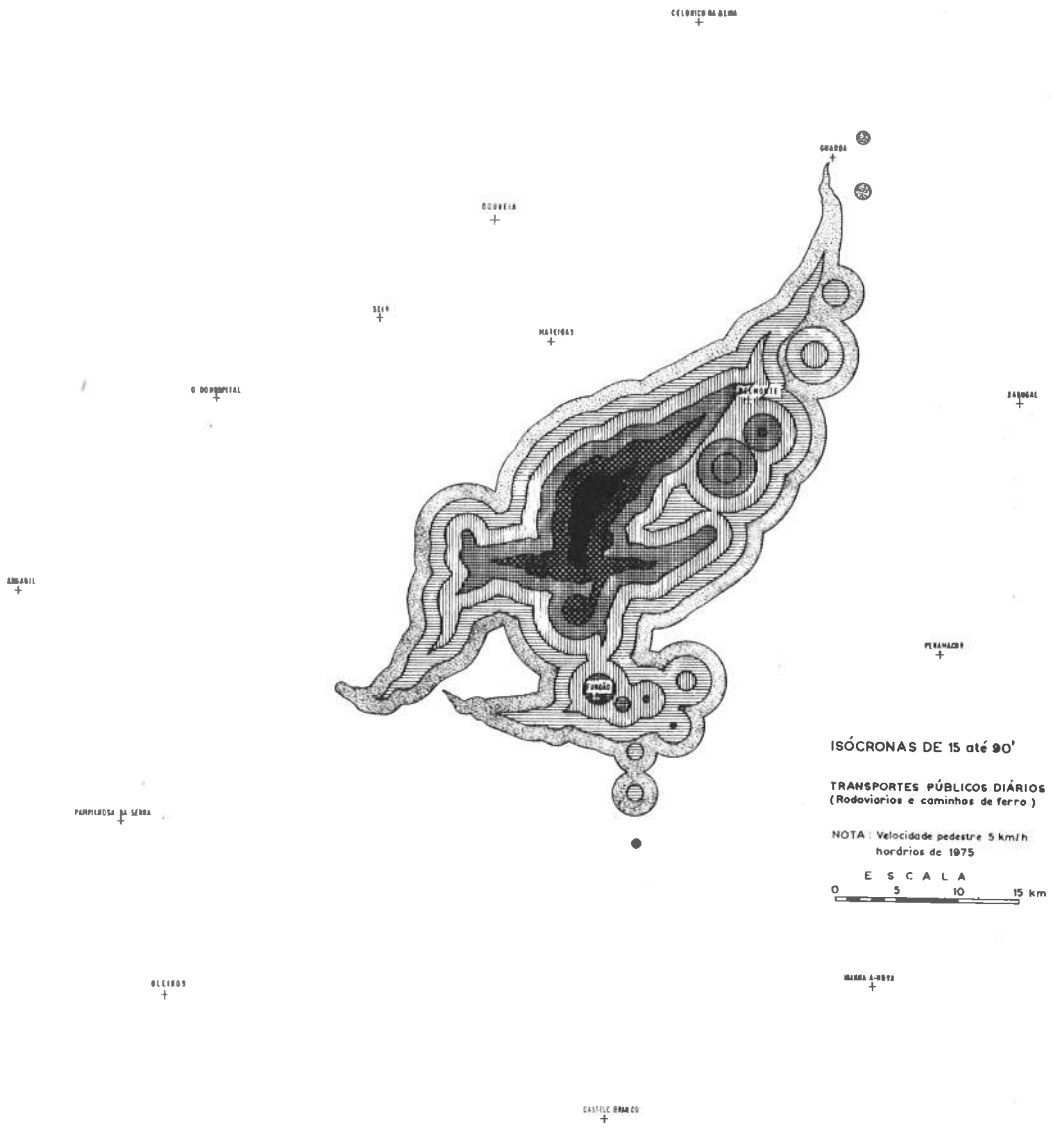 CELORICO DA BEIRA
GUARDA
GOUVEIA
SEIA
MANTEIGAS
BELMONTE
SABUGAL
ARGANIL
PENAMACOR
FUNDÃO
ISÓCRONAS DE 15 até 90'
TRANSPORTES PÚBLICOS DIÁRIOS
(Rodoviarios e caminhos de ferro )
NOTA : Velocidade pedestre 5 km/h
horários de 1975
PAMPILHOSA DA SERRA
E S C A L A
0 5 10 15 km
OLEIROS
IDANHA A-NOVA
CASTELO BRANCO